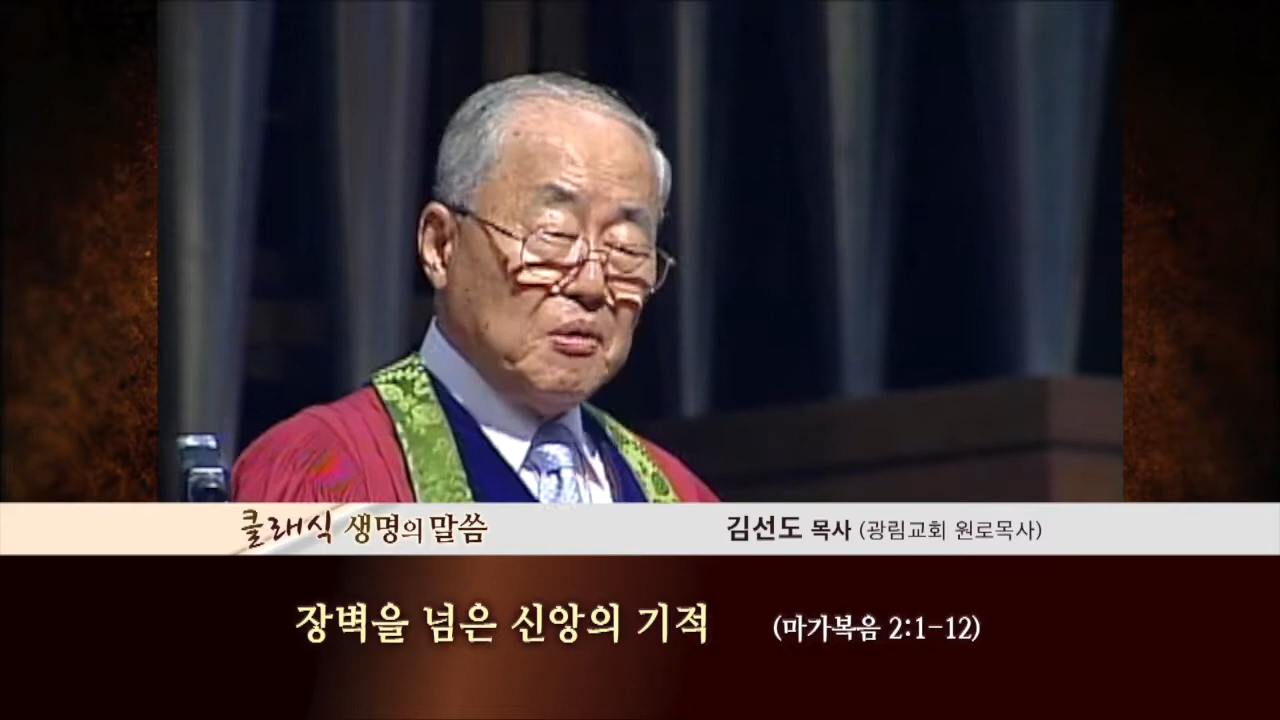 클래식 생명의 말씀
김선도 목사 (광림교회 원로목사)
장벽을 넘은 신앙의 기적 (마가복음 2:1-12)